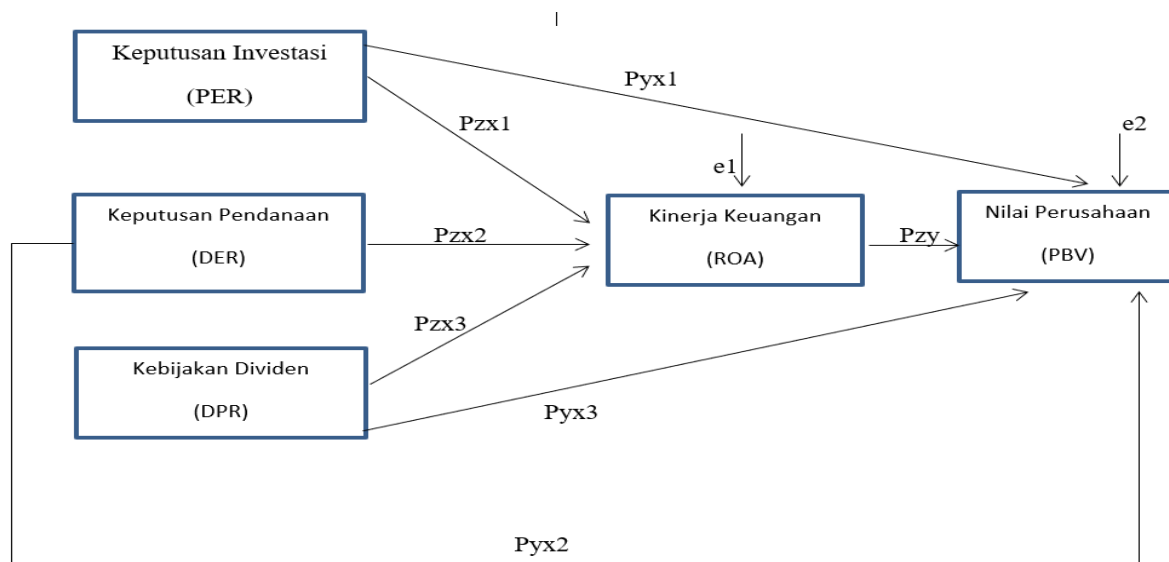 Keputusan Investasi
(PER)
Pyx1
Pzx1
e1
e2
Keputusan Pendanaan
(DER)
Pzx2
Kinerja Keuangan
(ROA)
Pzy
Nilai Perusahaan
(PBV)
Pzx3
Kebijakan Dividen
(DPR)
Pyx3
Pyx2